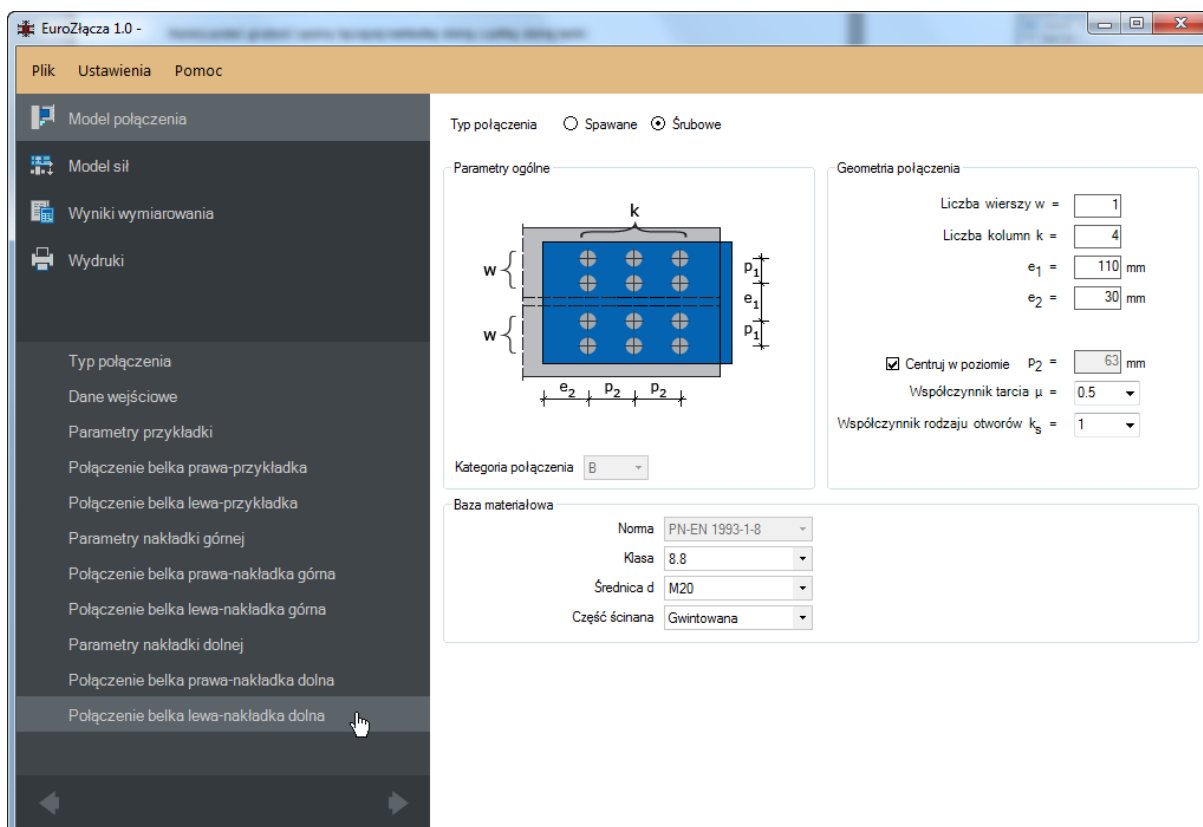 EuroZłącza 1.0 -
Plik Ustawienia Pomoc
Model połączenia
Model sił
Wyniki wymiarowania
Wydruki
Typ połączenia
Dane wejściowe
Parametry przykładki
Połączenie belka prawa-przykładka
Połączenie belka lewa-przykładka
Parametry nakładki górnej
Połączenie belka prawa-nakładka górna
Połączenie belka lewa-nakładka górna
Parametry nakładki dolnej
Połączenie belka prawa-nakładka dolna
Połączenie belka lewa-nakładka dolna
Typ połączenia Spawane Śrubowe
Parametry ogólne
k
w
w
p1
e1
p1
e2 p2 p2
Kategoria połączenia B
Geometria połączenia
Liczba wierszy w = 1
Liczba kolumn k = 4
e1 = 110 mm
e2 = 30 mm
Centruj w poziomie p2 = 63 mm
Współczynnik tarcia µ = 0.5
Współczynnik rodzaju otworów ks = 1
Baza materiałowa
Norma PN-EN 1993-1-8
Klasa 8.8
Średnica d M20
Część ścinana Gwintowana